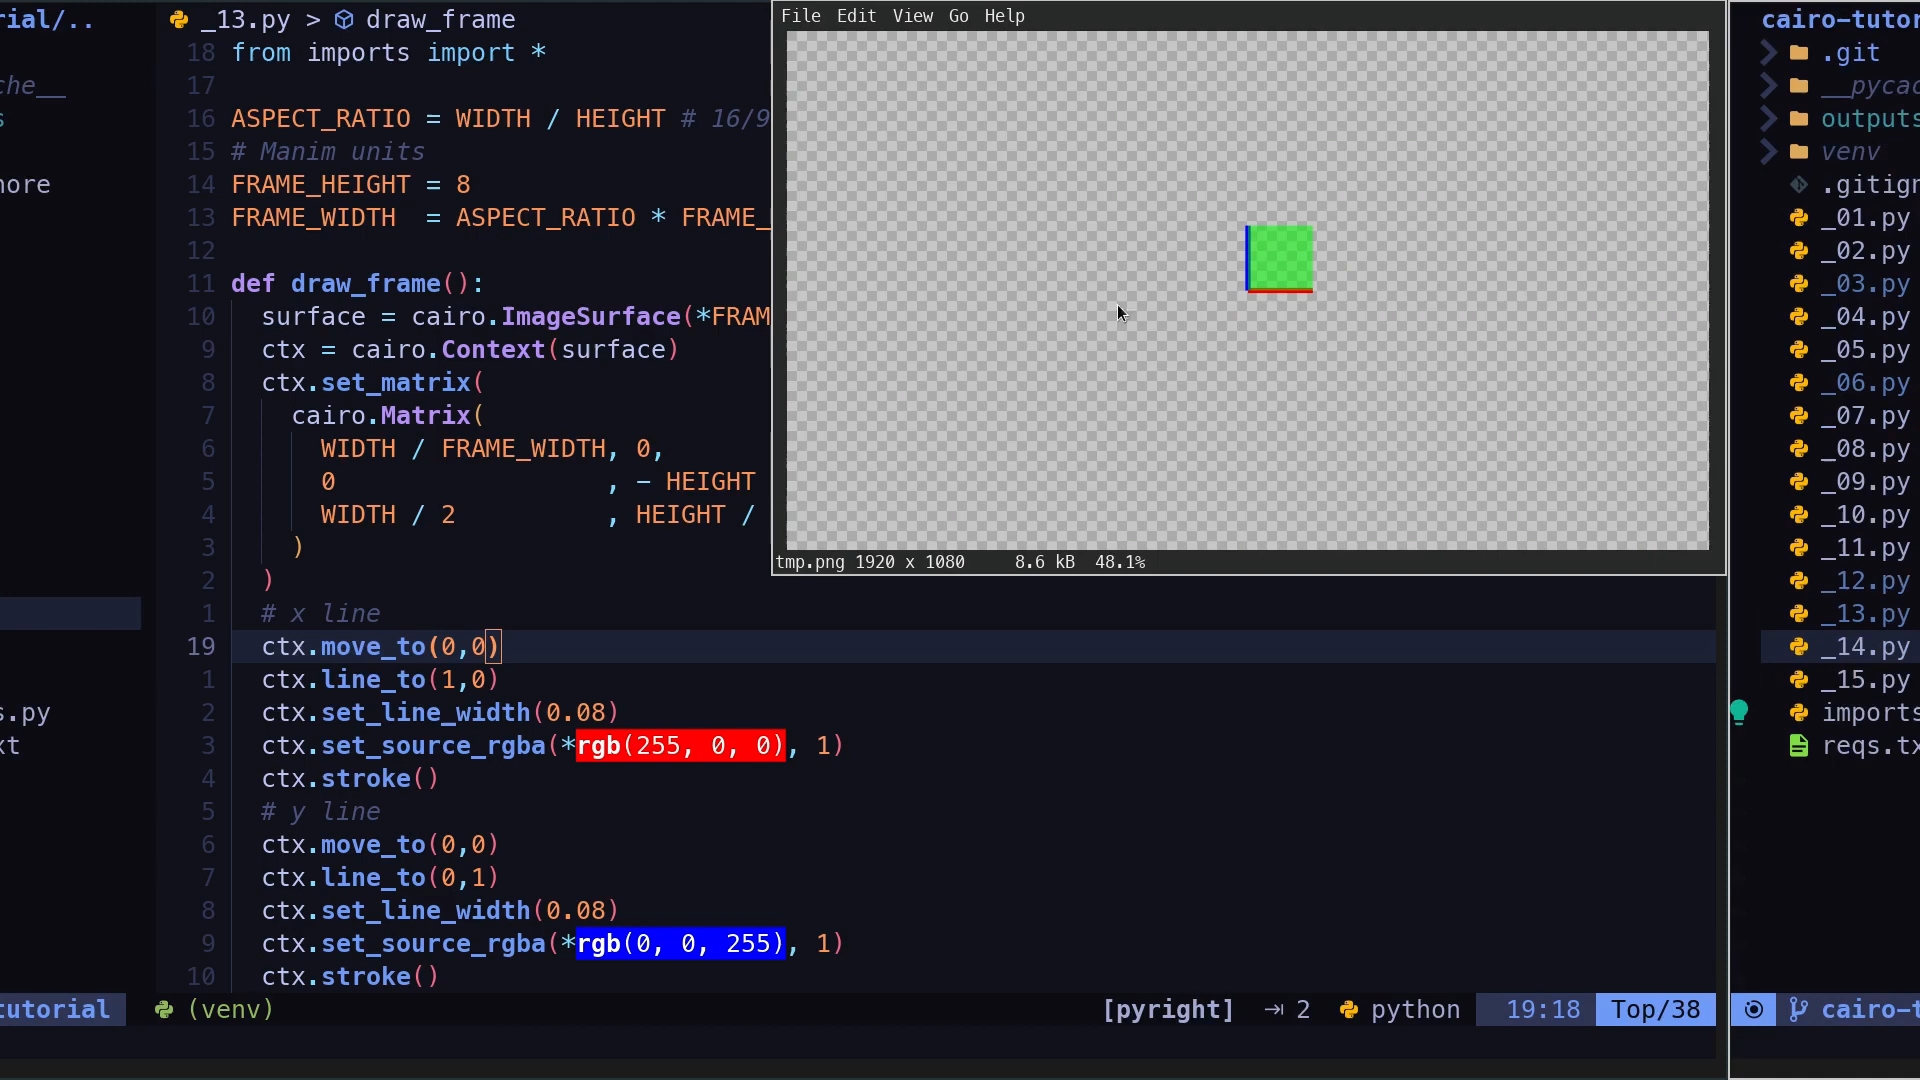 ial/..
che__
s
nore
s.py
xt
tutorial
_13.py > draw_frame
18 from imports import *
17
16 ASPECT_RATIO = WIDTH / HEIGHT # 16/9
15 # Manim units
14 FRAME_HEIGHT = 8
13 FRAME_WIDTH  = ASPECT_RATIO * FRAME_
12
11 def draw_frame():
10   surface = cairo.ImageSurface(*FRAM
9   ctx = cairo.Context(surface)
8   ctx.set_matrix(
7     cairo.Matrix(
6       WIDTH / FRAME_WIDTH, 0,
5       0                  , - HEIGHT
4       WIDTH / 2          , HEIGHT /
3     )
2   )
1   # x line
19   ctx.move_to(0,0)
1   ctx.line_to(1,0)
2   ctx.set_line_width(0.08)
3   ctx.set_source_rgba(*rgb(255, 0, 0), 1)
4   ctx.stroke()
5   # y line
6   ctx.move_to(0,0)
7   ctx.line_to(0,1)
8   ctx.set_line_width(0.08)
9   ctx.set_source_rgba(*rgb(0, 0, 255), 1)
10   ctx.stroke()
(venv) [pyright] ⇥ 2 python 19:18 Top/38
File Edit View Go Help
tmp.png 1920 x 1080 8.6 kB 48.1%
cairo-tutor
.git
__pycac
outputs
venv
.gitign
_01.py
_02.py
_03.py
_04.py
_05.py
_06.py
_07.py
_08.py
_09.py
_10.py
_11.py
_12.py
_13.py
_14.py
_15.py
imports
reqs.tx
cairo-t